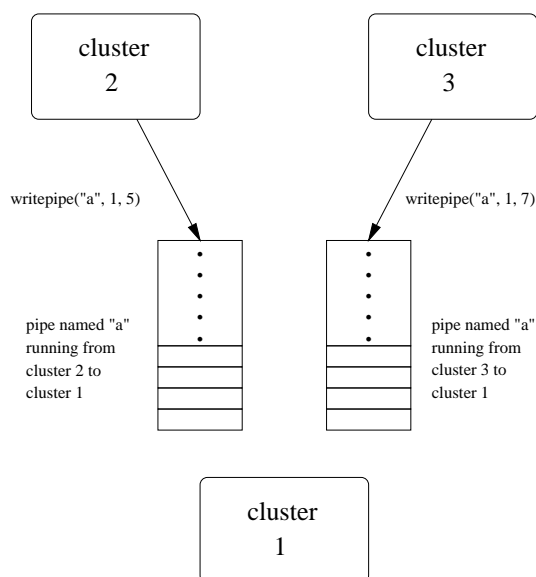 cluster
2
cluster
3
writepipe("a", 1, 5)
writepipe("a", 1, 7)
pipe named "a"
running from
cluster 2 to
cluster 1
pipe named "a"
running from
cluster 3 to
cluster 1
cluster
1